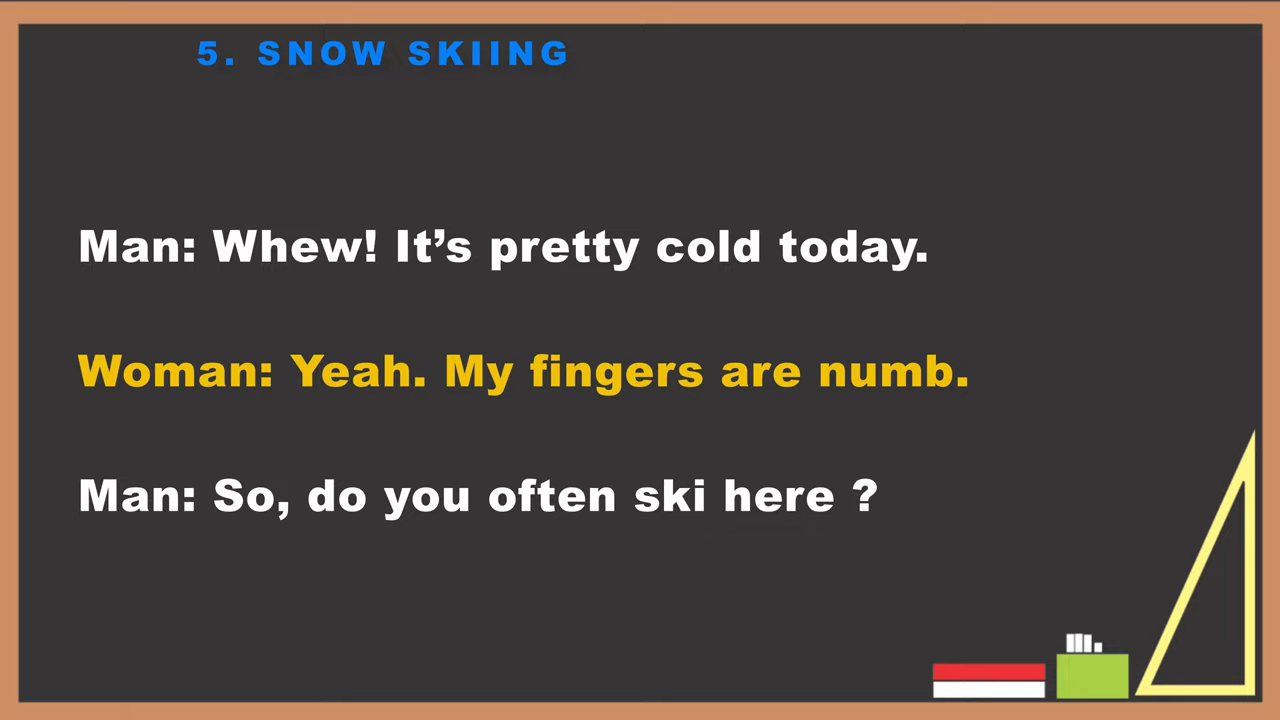 5. SNOW SKIING
Man: Whew! It’s pretty cold today.
Woman: Yeah. My fingers are numb.
Man: So, do you often ski here ?